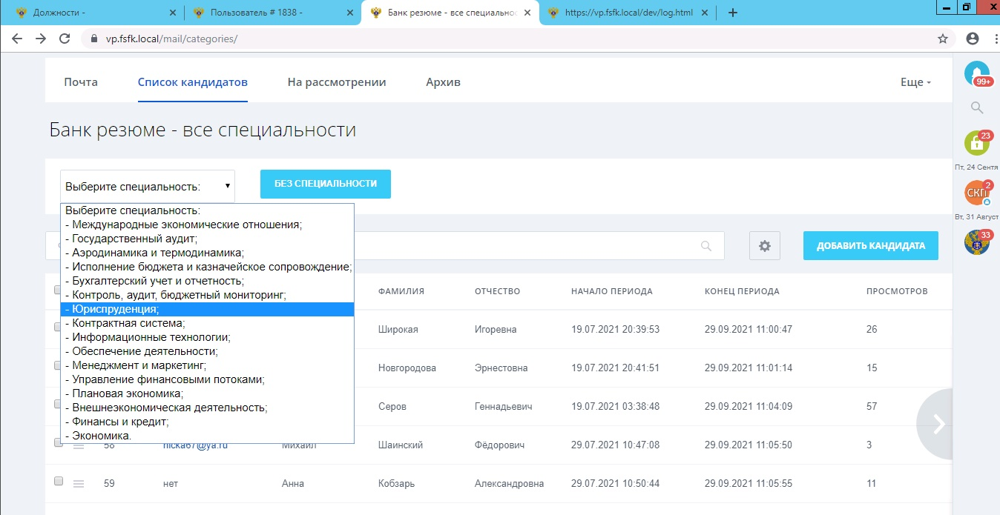 Должности -
Пользователь # 1838 -
Банк резюме - все специальнос
https://vp.fsfk.local/dev/log.html
vp.fsfk.local/mail/categories/
Почта
Список кандидатов
На рассмотрении
Архив
Еще
99+
Банк резюме - все специальности
23
Пт, 24 Сентя
Выберите специальность:
БЕЗ СПЕЦИАЛЬНОСТИ
СКП
2
Вт, 31 Август
33
Выберите специальность:
- Международные экономические отношения;
- Государственный аудит;
- Аэродинамика и термодинамика;
- Исполнение бюджета и казначейское сопровождение;
- Бухгалтерский учет и отчетность;
- Контроль, аудит, бюджетный мониторинг;
- Юриспруденция;
- Контрактная система;
- Информационные технологии;
- Обеспечение деятельности;
- Менеджмент и маркетинг;
- Управление финансовыми потоками;
- Плановая экономика;
- Внешнеэкономическая деятельность;
- Финансы и кредит;
- Экономика.
ДОБАВИТЬ КАНДИДАТА
ФАМИЛИЯ ОТЧЕСТВО НАЧАЛО ПЕРИОДА КОНЕЦ ПЕРИОДА ПРОСМОТРОВ
Широкая Игоревна 19.07.2021 20:39:53 29.09.2021 11:00:47 26
Новгородова Эрнестовна 19.07.2021 20:41:51 29.09.2021 11:01:14 15
Серов Геннадьевич 19.07.2021 03:38:48 29.09.2021 11:04:09 57
58 nicka67@ya.ru Михаил Шаинский Фёдорович 29.07.2021 10:47:08 29.09.2021 11:05:50 3
59 нет Анна Кобзарь Александровна 29.07.2021 10:50:44 29.09.2021 11:05:55 11